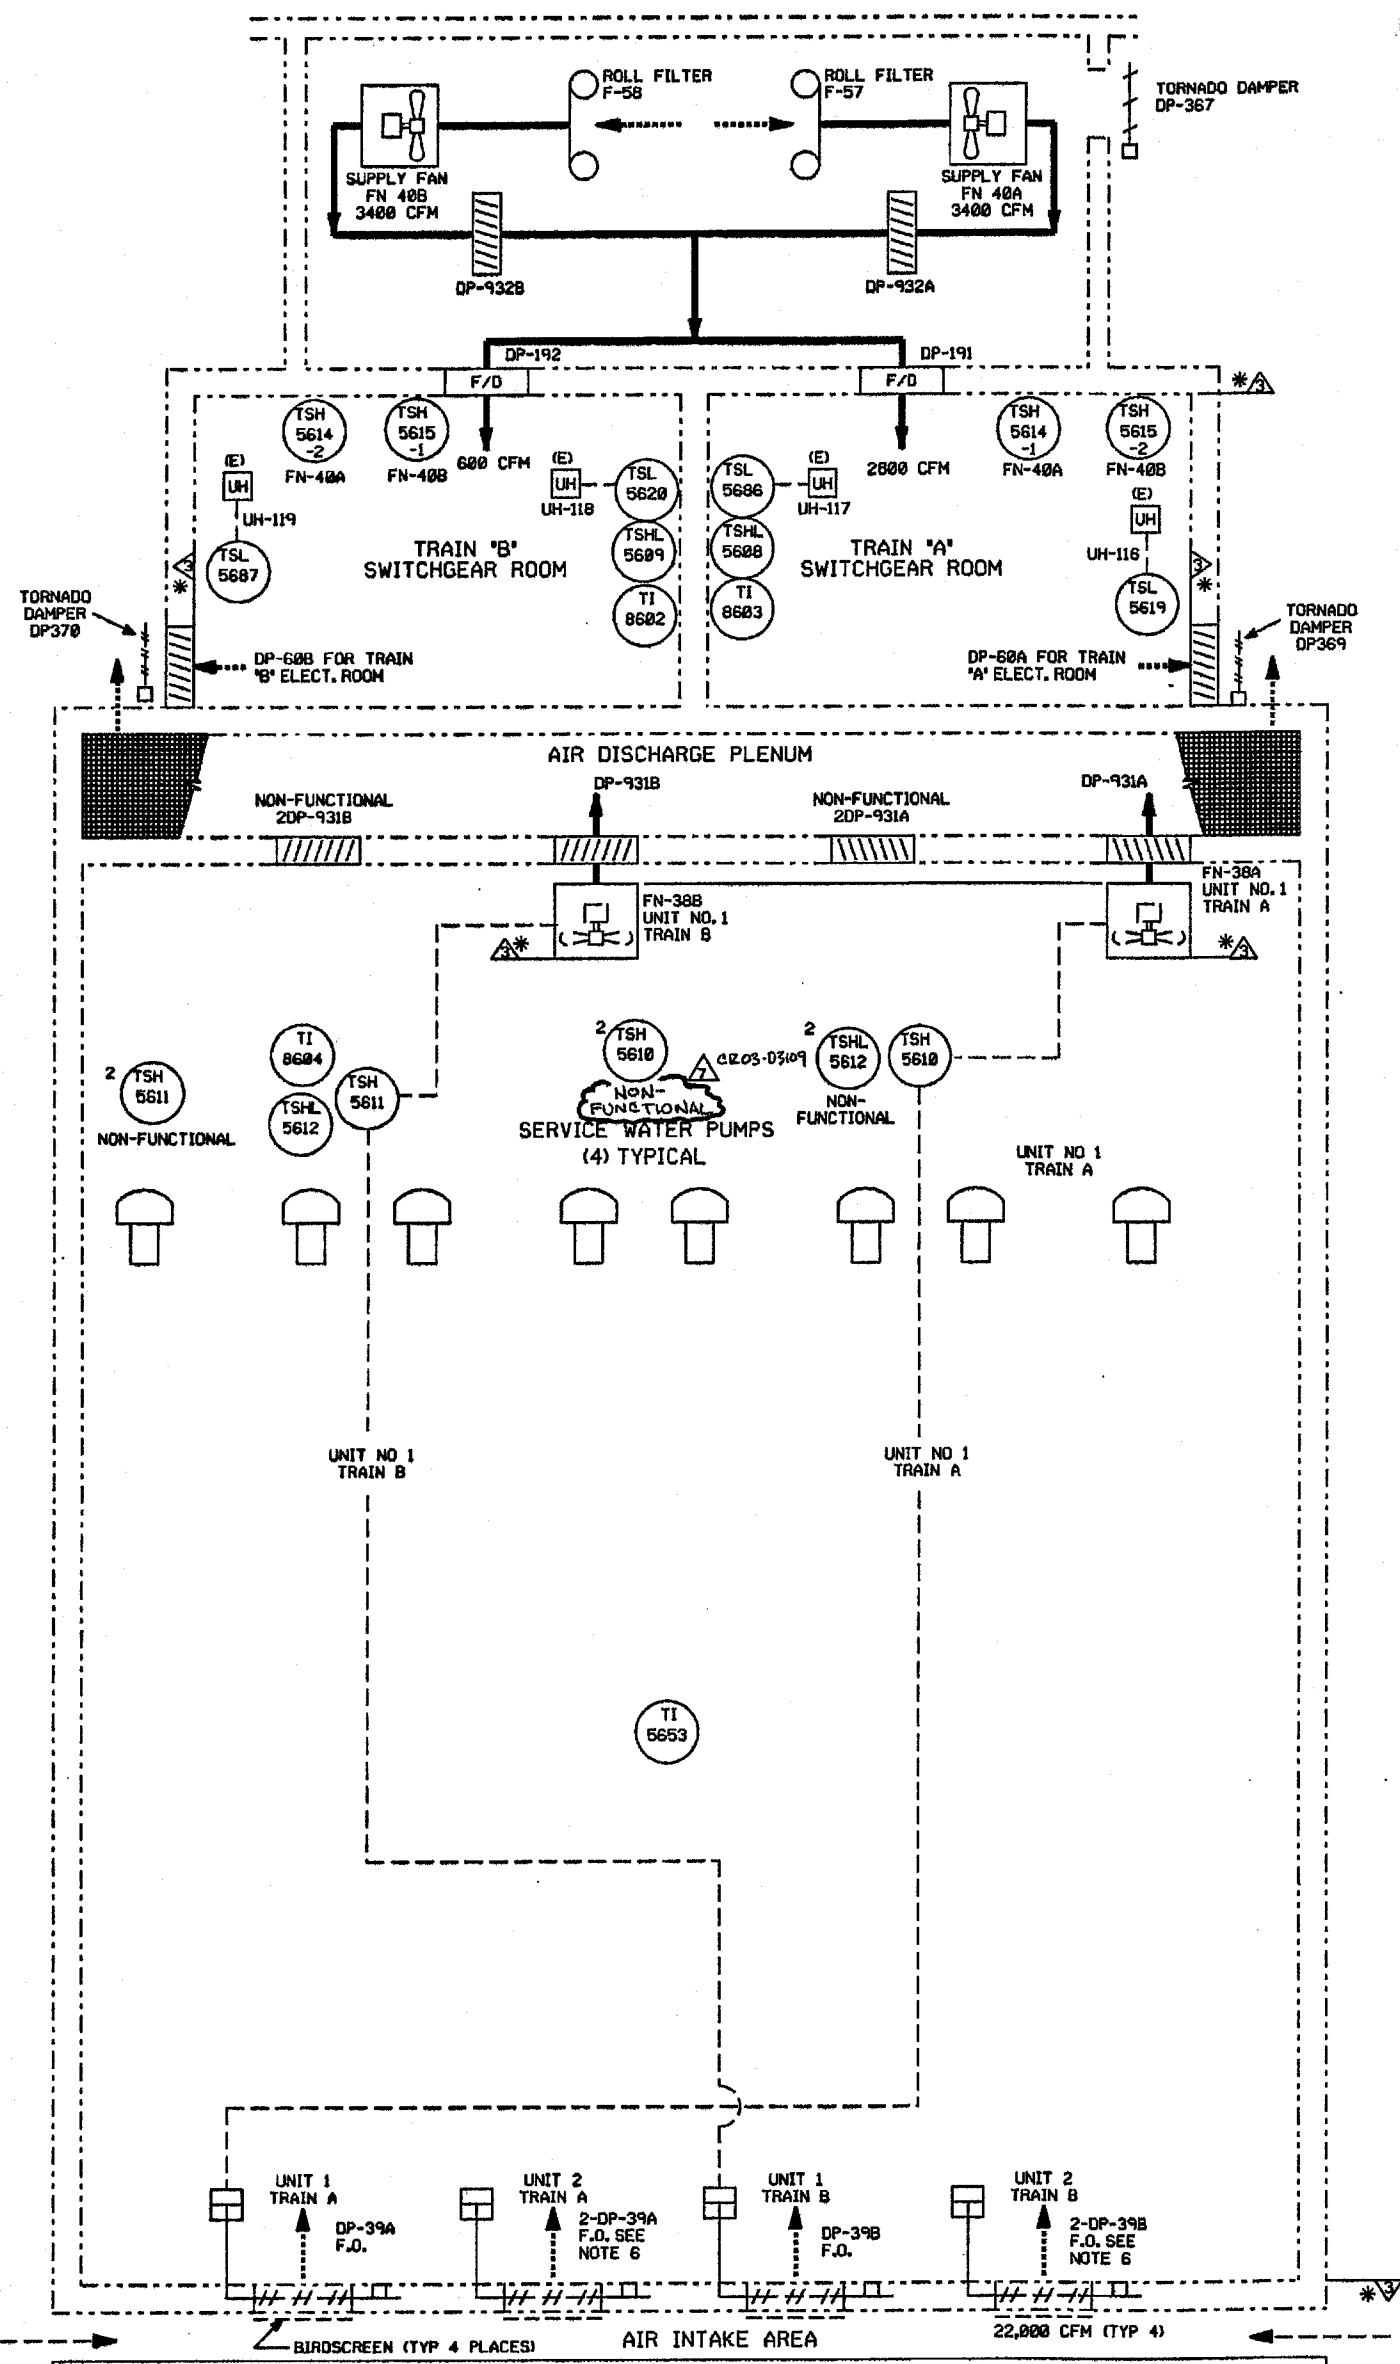 ROLL FILTER
F-58
ROLL FILTER
F-57
TORNADO DAMPER
DP-367
SUPPLY FAN
FN 40B
3400 CFM
SUPPLY FAN
FN 40A
3400 CFM
DP-932B
DP-932A
DP-192
DP-191
F/D
F/D
*3
TSH
5614
-2
FN-40A
TSH
5615
-1
FN-40B
600 CFM
2800 CFM
TSH
5614
-1
FN-40A
TSH
5615
-2
FN-40B
(E)
UH
UH-119
TSL
5687
(E)
UH
UH-118
TSL
5620
TSHL
5609
TI
8602
TSL
5686
TSHL
5608
TI
8603
(E)
UH
UH-117
(E)
UH
UH-116
TSL
5619
TRAIN "B"
SWITCHGEAR ROOM
TRAIN "A"
SWITCHGEAR ROOM
3
*
3
*
TORNADO
DAMPER
DP370
TORNADO
DAMPER
DP369
DP-60B FOR TRAIN
"B" ELECT. ROOM
DP-60A FOR TRAIN
"A" ELECT. ROOM
AIR DISCHARGE PLENUM
NON-FUNCTIONAL
2DP-931B
DP-931B
NON-FUNCTIONAL
2DP-931A
DP-931A
FN-38B
UNIT NO. 1
TRAIN B
FN-38A
UNIT NO. 1
TRAIN A
3*
*3
2 TSH
5611
NON-FUNCTIONAL
TI
8604
TSHL
5612
TSH
5611
2 TSH
5610
7 CR03-03109
NON-
FUNCTIONAL
2 TSHL
5612
NON-
FUNCTIONAL
TSH
5610
SERVICE WATER PUMPS
(4) TYPICAL
UNIT NO 1
TRAIN A
UNIT NO 1
TRAIN B
UNIT NO 1
TRAIN A
TI
5653
UNIT 1
TRAIN A
DP-39A
F.O.
UNIT 2
TRAIN A
2-DP-39A
F.O. SEE
NOTE 6
UNIT 1
TRAIN B
DP-39B
F.O.
UNIT 2
TRAIN B
2-DP-39B
F.O. SEE
NOTE 6
*3
BIRDSCREEN (TYP 4 PLACES)
AIR INTAKE AREA
22,000 CFM (TYP 4)